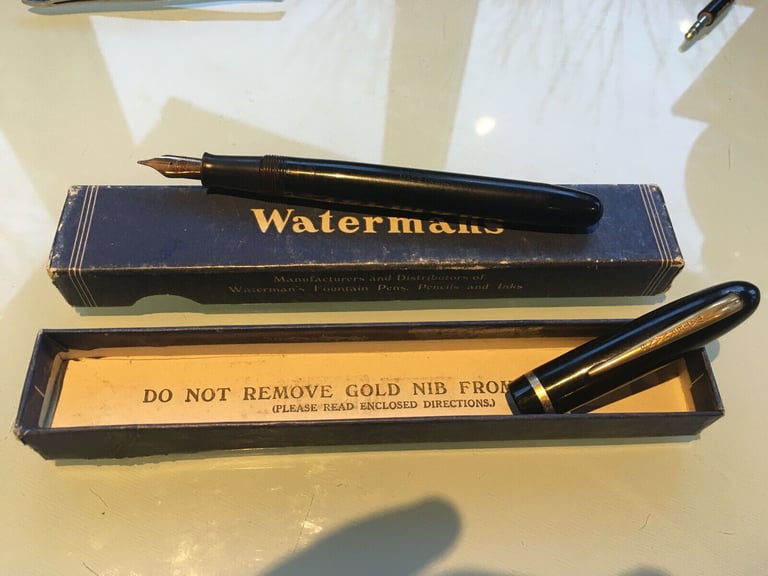 Waterman's
Manufacturers and Distributors of
Waterman's Fountain Pens, Pencils and Inks
DO NOT REMOVE GOLD NIB FROM
(PLEASE READ ENCLOSED DIRECTIONS.)